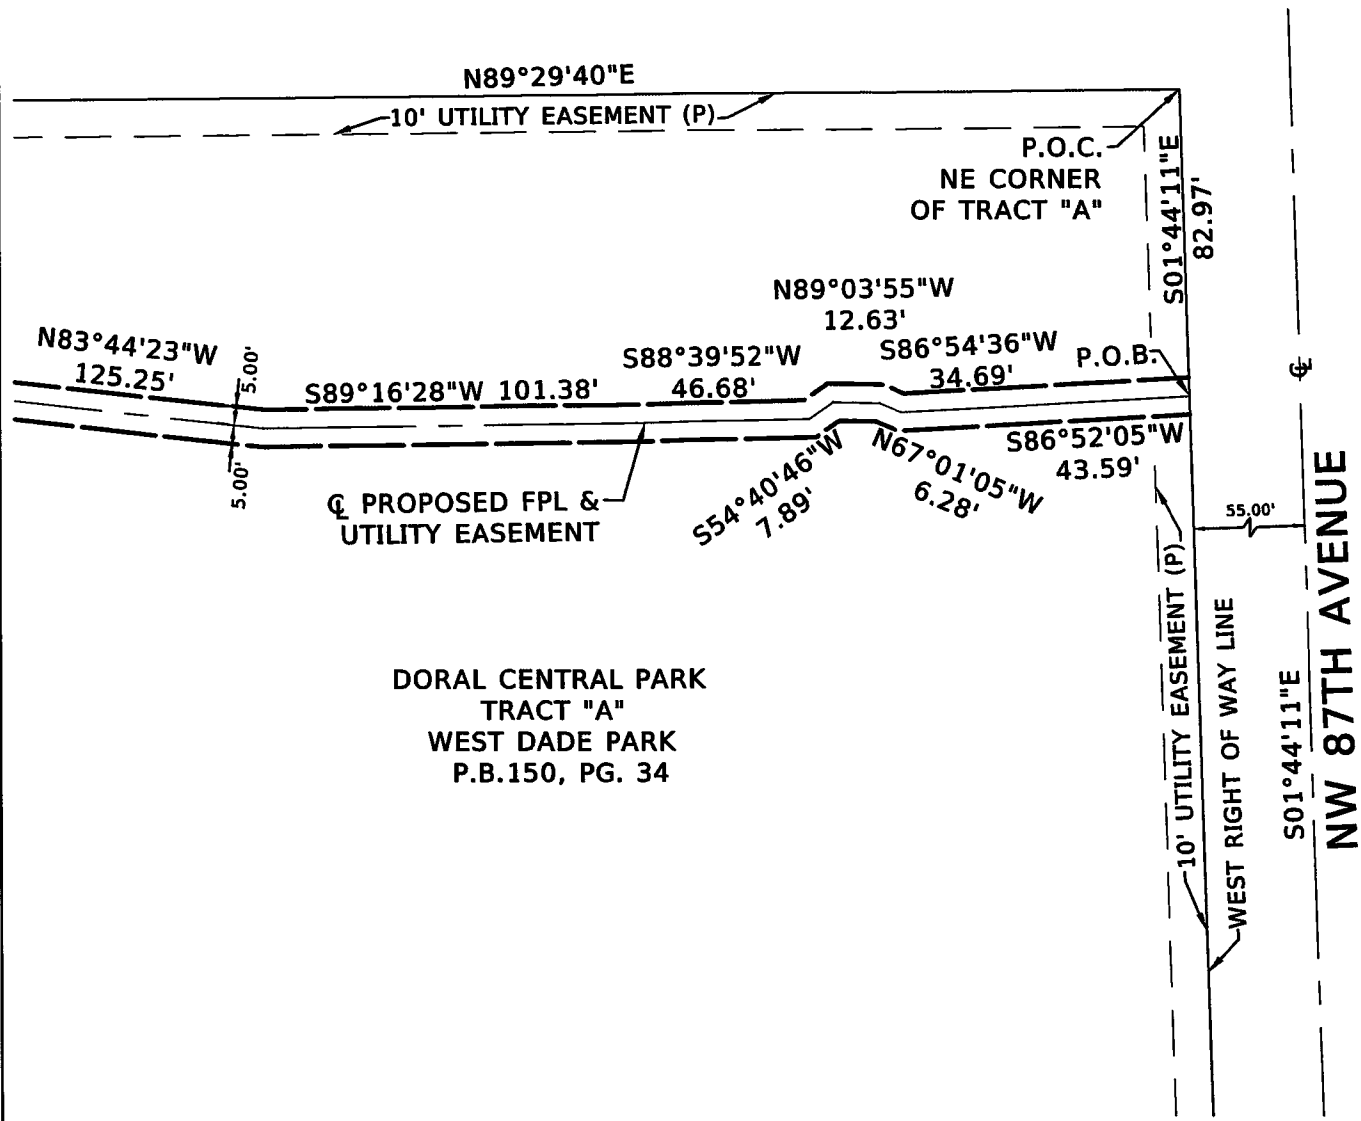 N89°29'40"E
10' UTILITY EASEMENT (P)
P.O.C.
NE CORNER
OF TRACT "A"
S01°44'11"E
82.97'
N89°03'55"W
12.63'
N83°44'23"W
125.25'
5.00'
S89°16'28"W 101.38'
S88°39'52"W
46.68'
S86°54'36"W
34.69'
P.O.B.
℄
5.00'
℄ PROPOSED FPL &
UTILITY EASEMENT
S54°40'46"W
7.89'
N67°01'05"W
6.28'
S86°52'05"W
43.59'
55.00'
10' UTILITY EASEMENT (P)
WEST RIGHT OF WAY LINE
S01°44'11"E
NW 87TH AVENUE
DORAL CENTRAL PARK
TRACT "A"
WEST DADE PARK
P.B.150, PG. 34